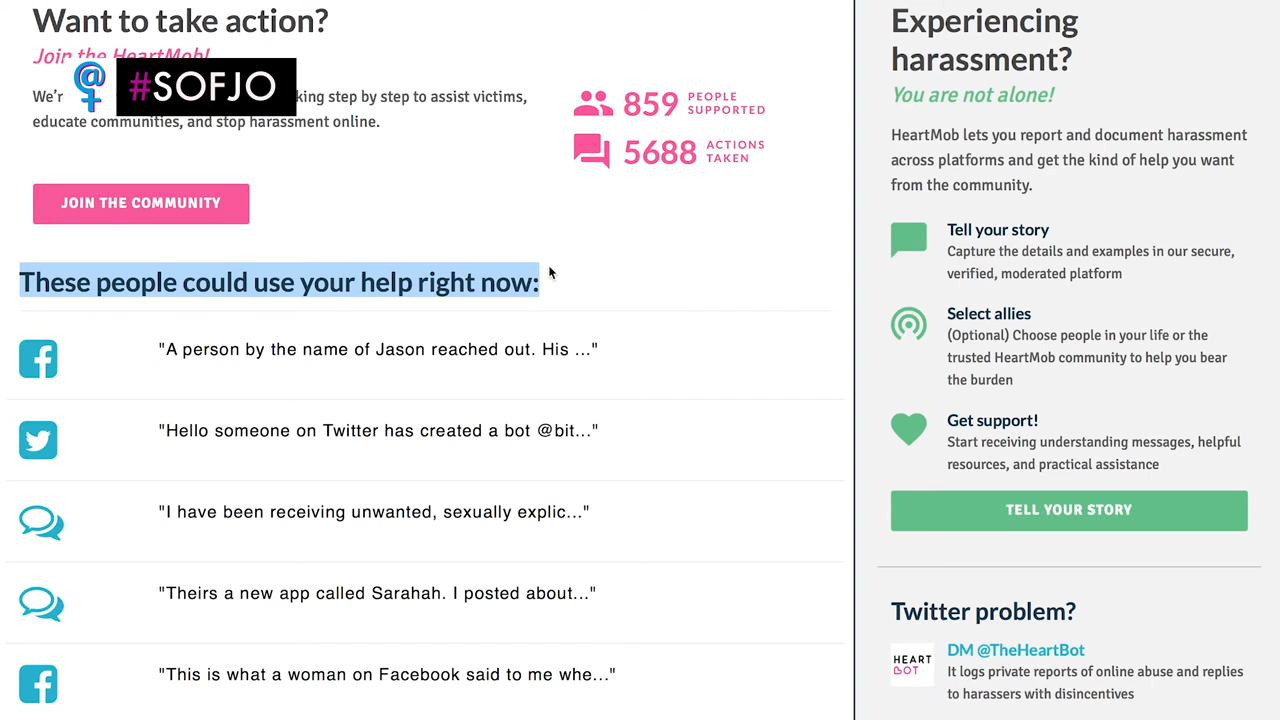 Want to take action?
Join the HeartMob!
#SOFJO
We'r king step by step to assist victims,
educate communities, and stop harassment online.
859 PEOPLE SUPPORTED
5688 ACTIONS TAKEN
JOIN THE COMMUNITY
These people could use your help right now:
"A person by the name of Jason reached out. His ..."
"Hello someone on Twitter has created a bot @bit..."
"I have been receiving unwanted, sexually explic..."
"Theirs a new app called Sarahah. I posted about..."
"This is what a woman on Facebook said to me whe..."
Experiencing
harassment?
You are not alone!
HeartMob lets you report and document harassment
across platforms and get the kind of help you want
from the community.
Tell your story
Capture the details and examples in our secure,
verified, moderated platform
Select allies
(Optional) Choose people in your life or the
trusted HeartMob community to help you bear
the burden
Get support!
Start receiving understanding messages, helpful
resources, and practical assistance
TELL YOUR STORY
Twitter problem?
HEART
BOT
DM @TheHeartBot
It logs private reports of online abuse and replies
to harassers with disincentives